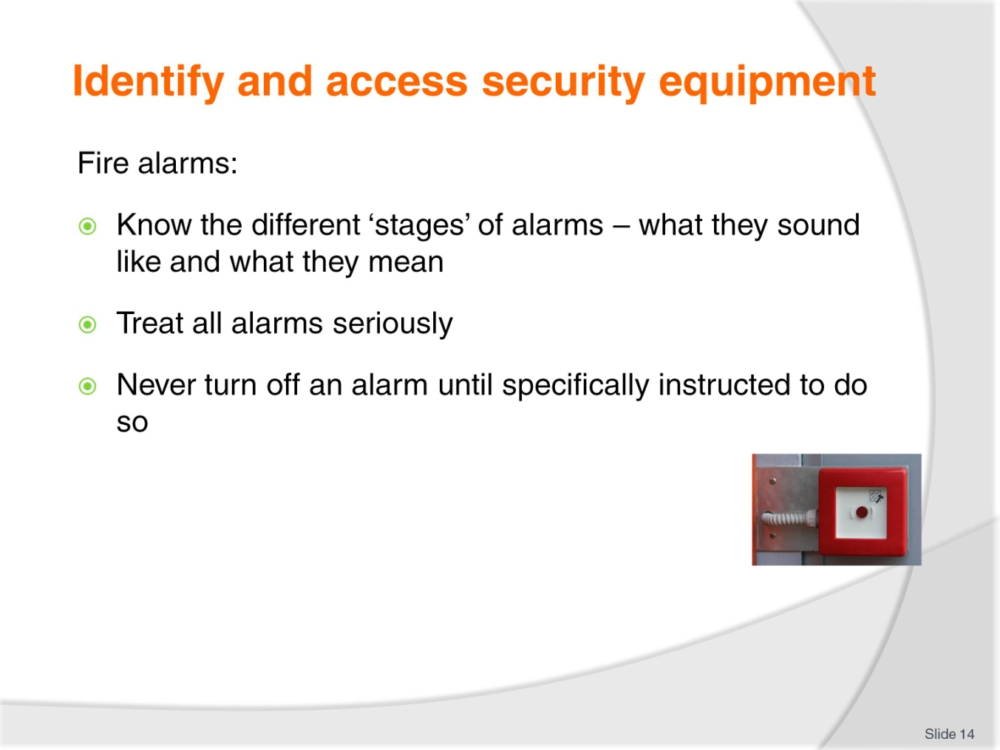 Identify and access security equipment
Fire alarms:
Know the different ‘stages’ of alarms – what they sound
like and what they mean
Treat all alarms seriously
Never turn off an alarm until specifically instructed to do
so
Slide 14